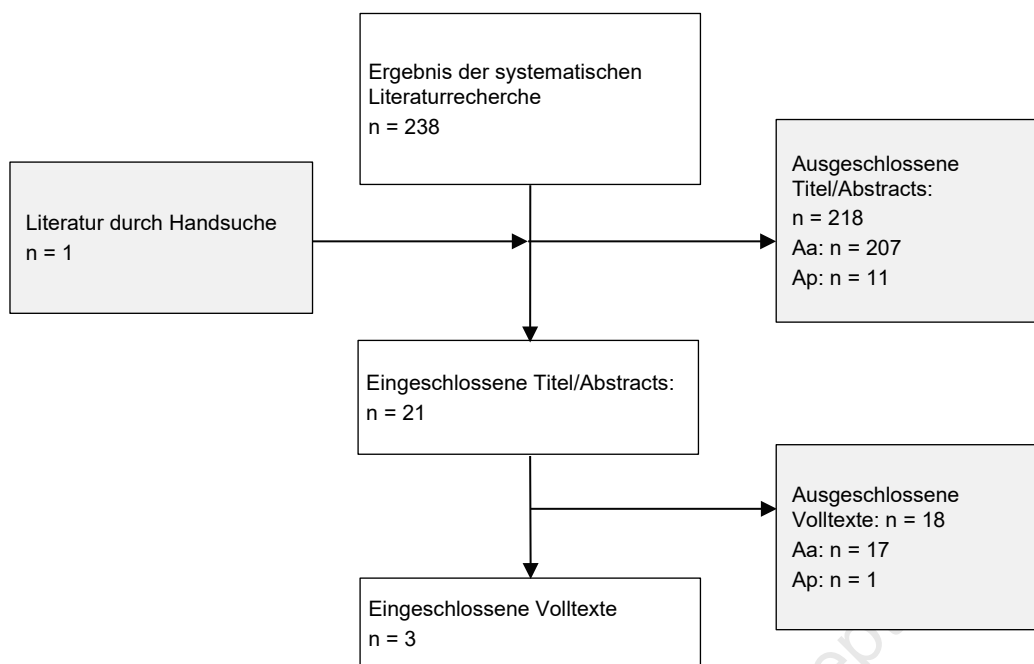 Ergebnis der systematischen
Literaturrecherche
n = 238
Literatur durch Handsuche
n = 1
Ausgeschlossene
Titel/Abstracts:
n = 218
Aa: n = 207
Ap: n = 11
Eingeschlossene Titel/Abstracts:
n = 21
Ausgeschlossene
Volltexte: n = 18
Aa: n = 17
Ap: n = 1
Eingeschlossene Volltexte
n = 3